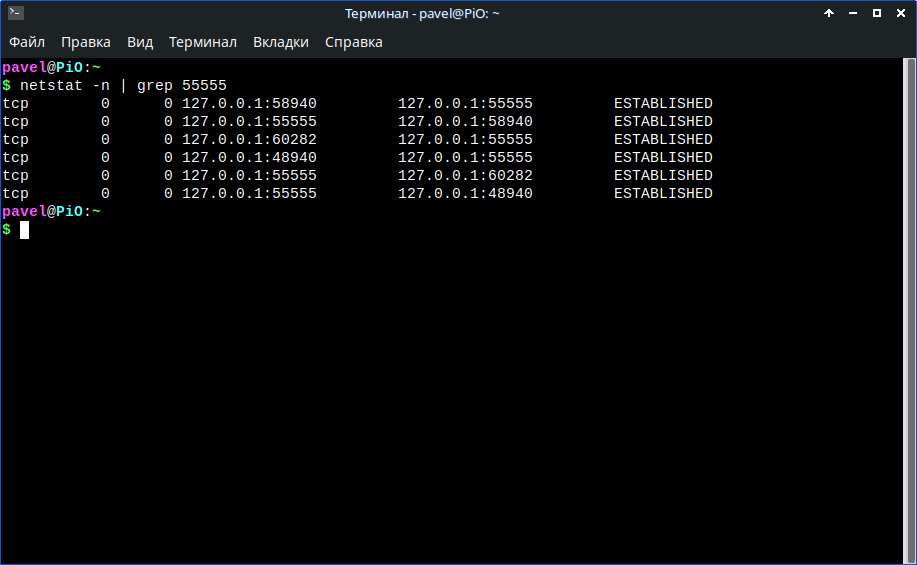 Терминал - pavel@PiO: ~
Файл Правка Вид Терминал Вкладки Справка
pavel@PiO:~
$ netstat -n | grep 55555
tcp        0      0 127.0.0.1:58940         127.0.0.1:55555         ESTABLISHED
tcp        0      0 127.0.0.1:55555         127.0.0.1:58940         ESTABLISHED
tcp        0      0 127.0.0.1:60282         127.0.0.1:55555         ESTABLISHED
tcp        0      0 127.0.0.1:48940         127.0.0.1:55555         ESTABLISHED
tcp        0      0 127.0.0.1:55555         127.0.0.1:60282         ESTABLISHED
tcp        0      0 127.0.0.1:55555         127.0.0.1:48940         ESTABLISHED
pavel@PiO:~
$